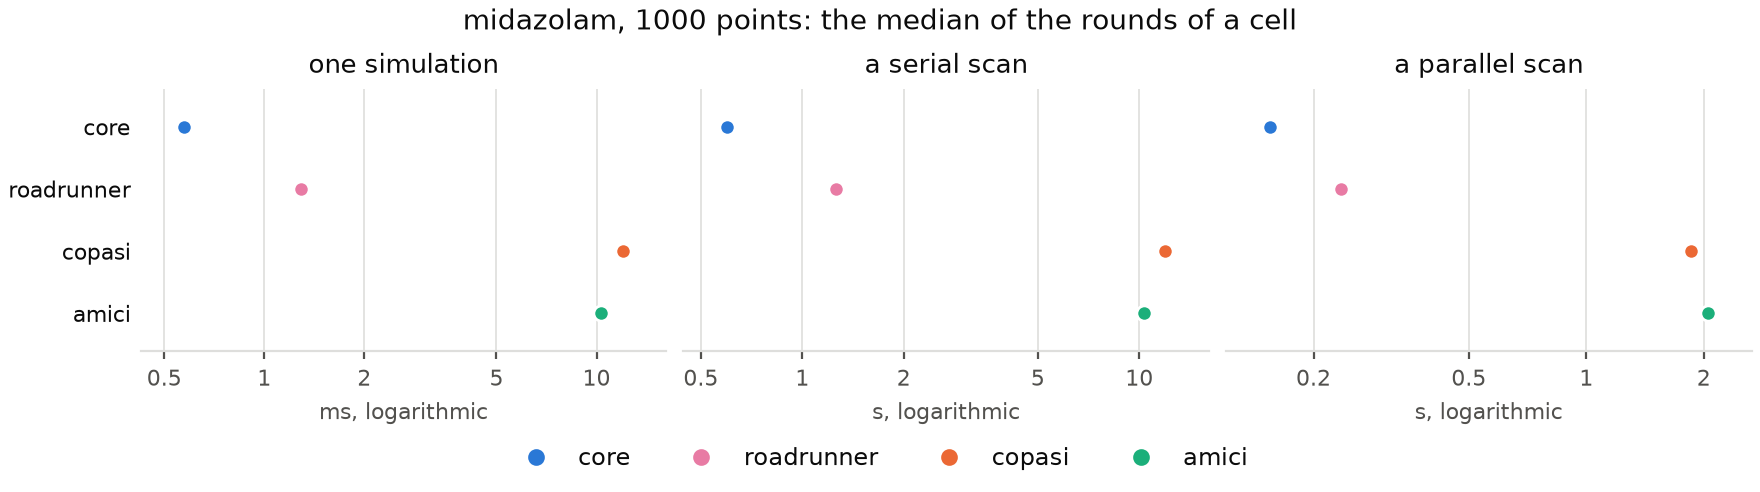 midazolam, 1000 points: the median of the rounds of a cell
one simulation
a serial scan
a parallel scan
core
roadrunner
copasi
amici
0.5 1 2 5 10
0.5 1 2 5 10
0.2 0.5 1 2
ms, logarithmic
s, logarithmic
s, logarithmic
core roadrunner copasi amici